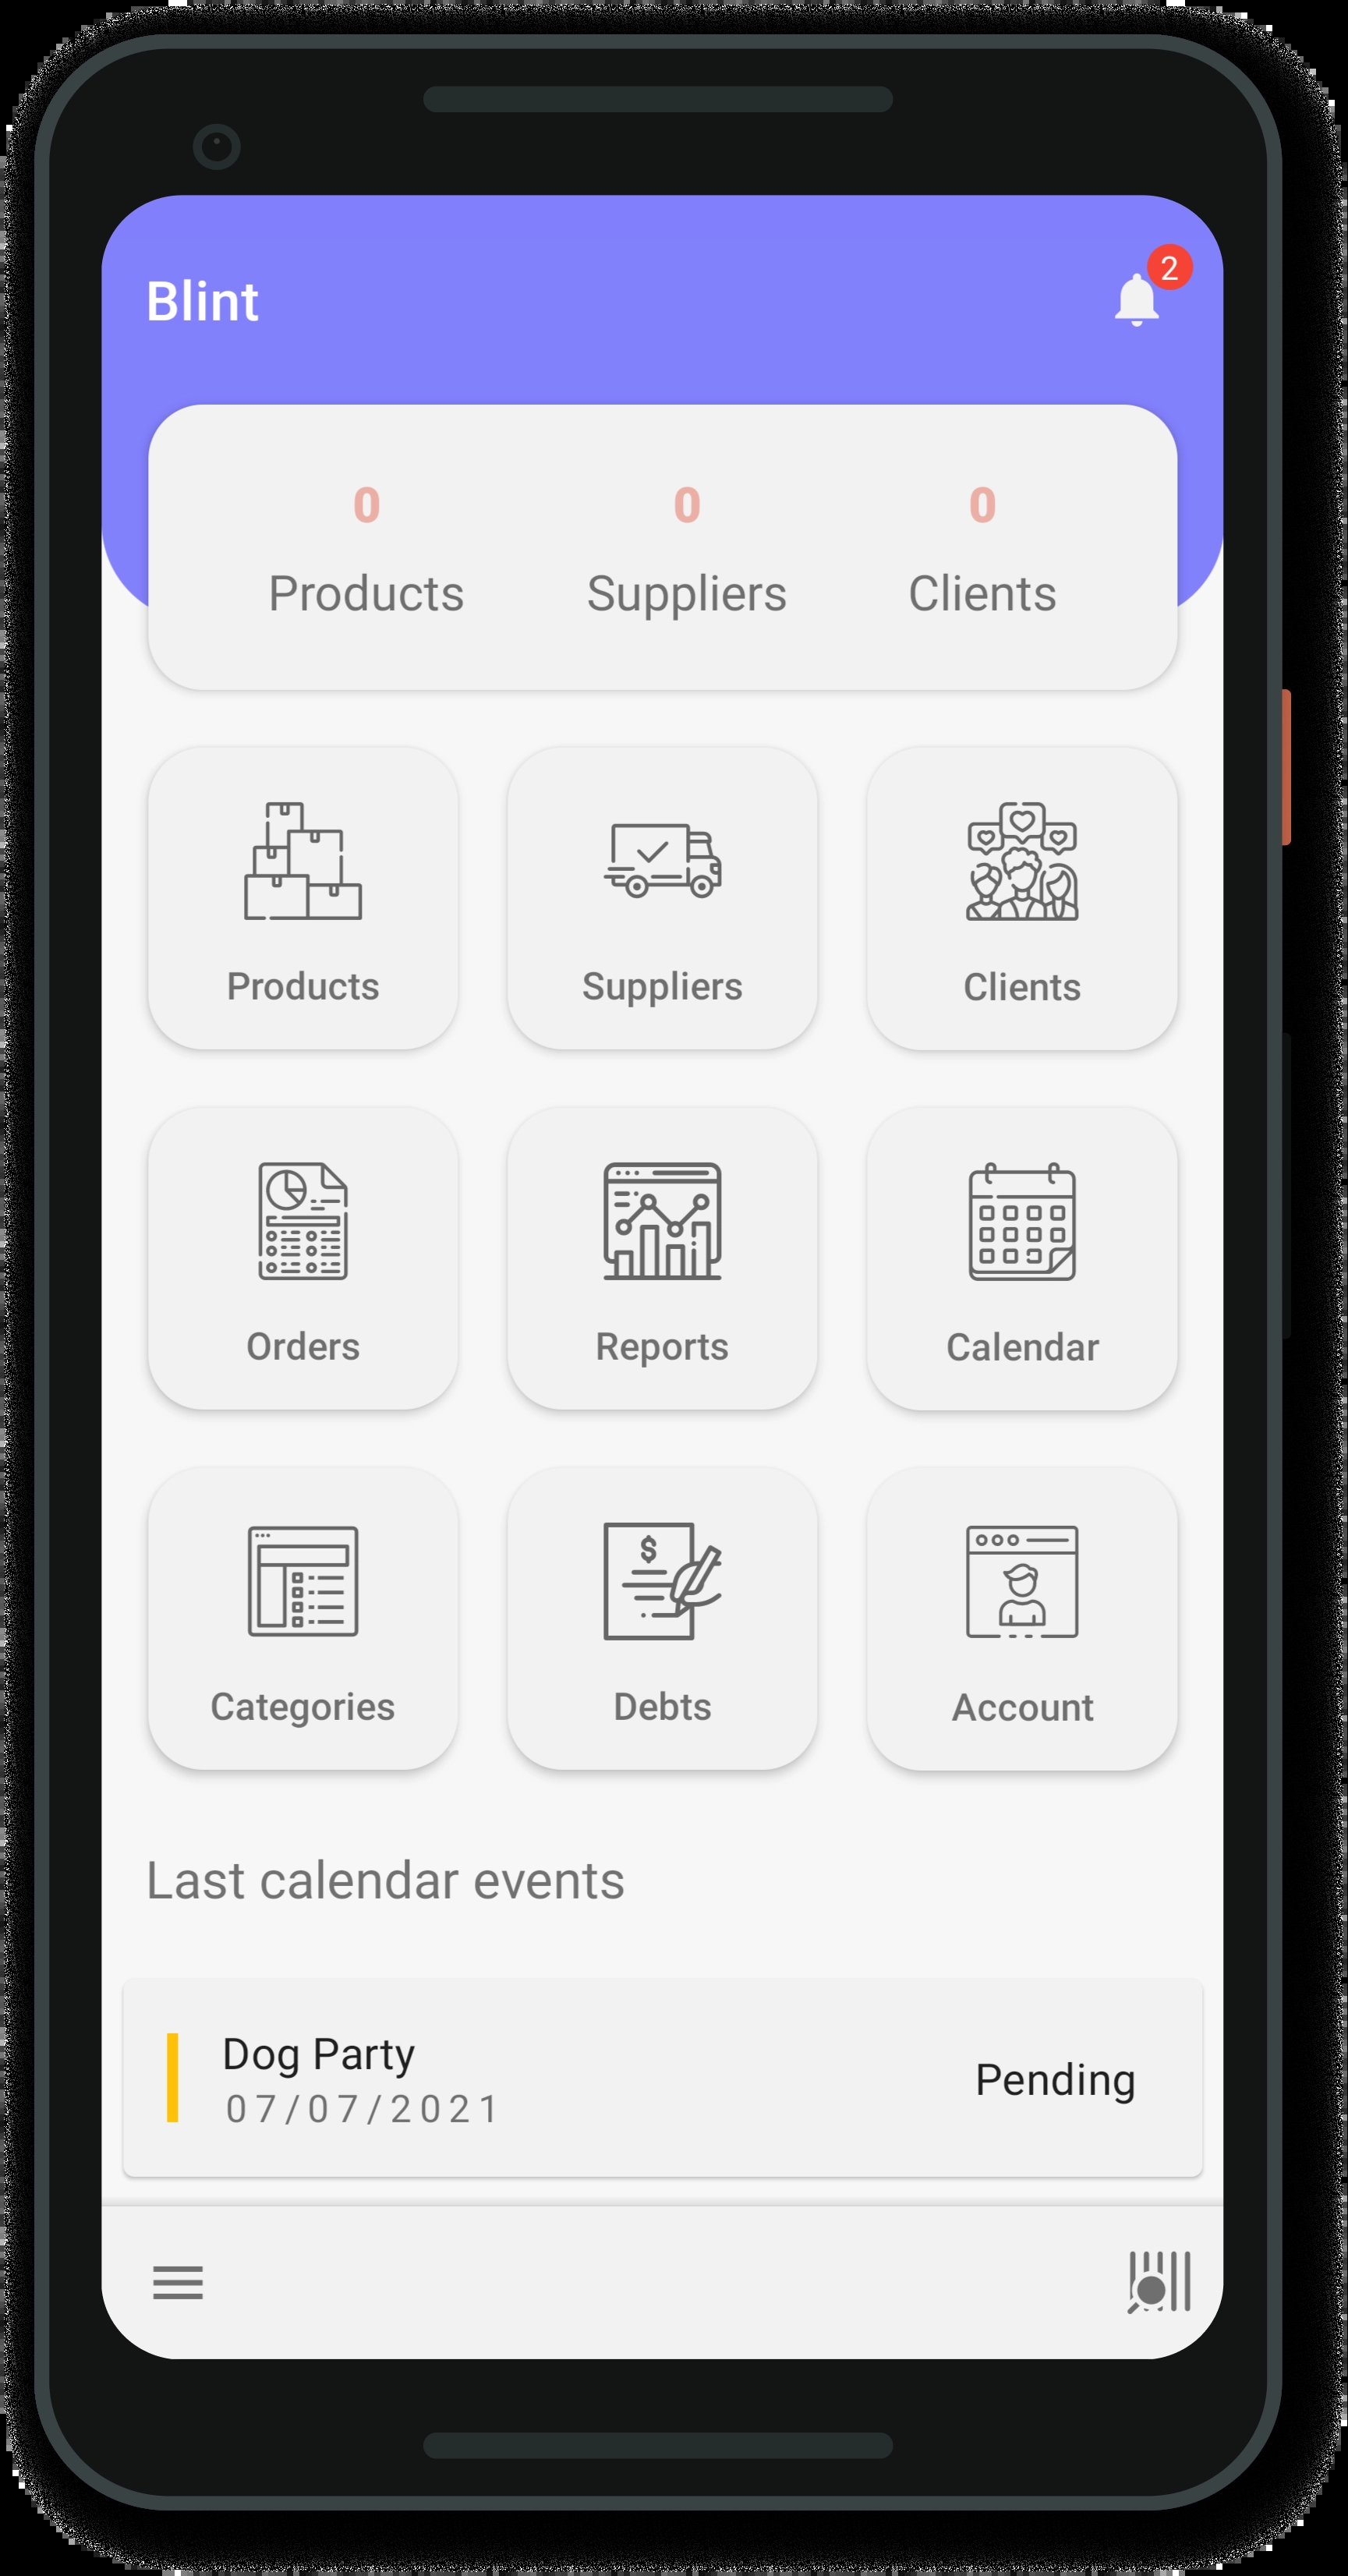 Blint
2
0 0 0
Products Suppliers Clients
Products Suppliers Clients
Orders Reports Calendar
$
Categories Debts Account
Last calendar events
Dog Party
07/07/2021
Pending